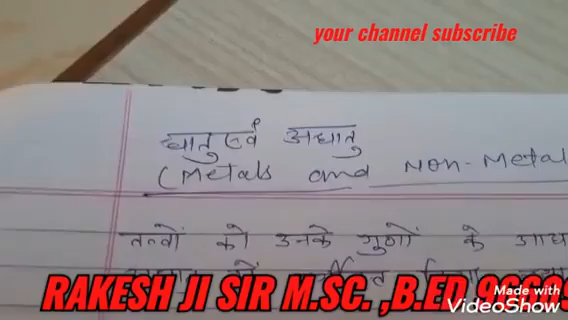 your channel subscribe
धातु एवं अधातु
(Metals and Non-Metal
तत्वों को उनके गुणों के आधा
में
RAKESH JI SIR M.SC. ,B.ED.96609
Made with
VideoShow